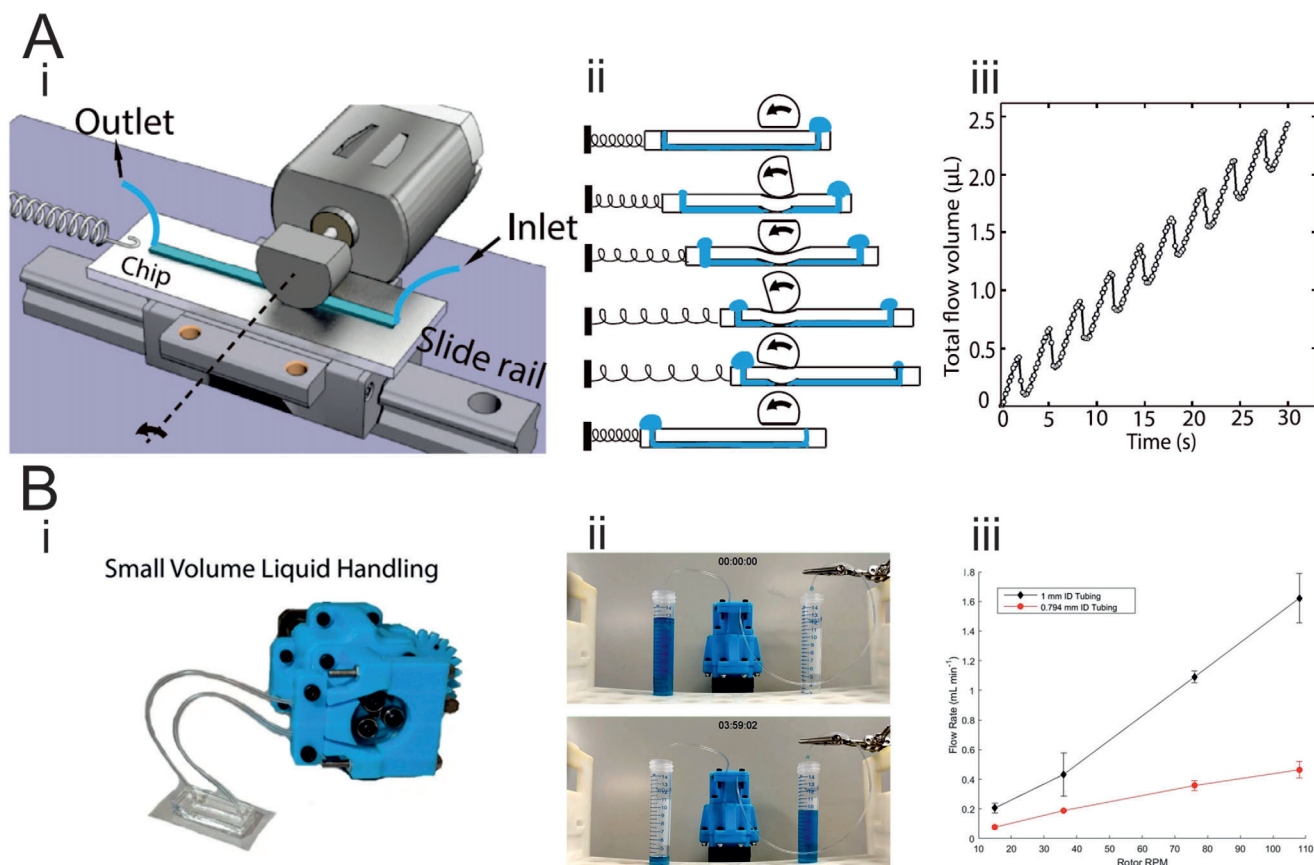 A
i
Outlet
Inlet
Chip
Slide rail
ii
iii
Total flow volume (µL)
2.5
2.0
1.5
1.0
0.5
0
0 5 10 15 20 25 30
Time (s)
B
i
Small Volume Liquid Handling
ii
00:00:00
03:59:02
iii
1 mm ID Tubing
0.794 mm ID Tubing
Flow Rate (mL min⁻¹)
1.8
1.6
1.4
1.2
1
0.8
0.6
0.4
0.2
0
10 20 30 40 50 60 70 80 90 100 110
Rotor RPM